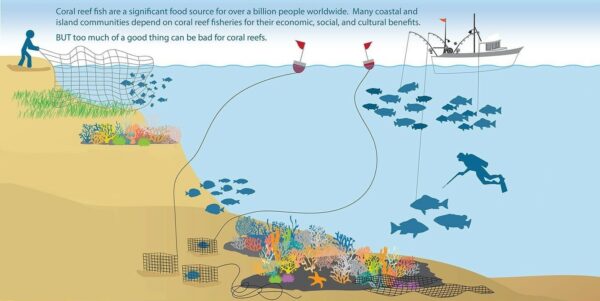 Coral reef fish are a significant food source for over a billion people worldwide.  Many coastal and
island communities depend on coral reef fisheries for their economic, social, and cultural benefits.
BUT too much of a good thing can be bad for coral reefs.